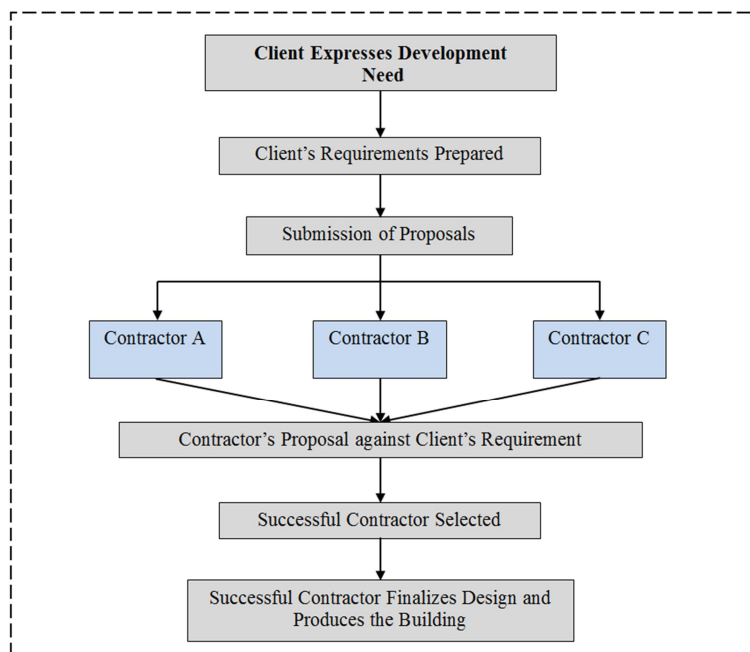 Client Expresses Development
Need
Client’s Requirements Prepared
Submission of Proposals
Contractor A
Contractor B
Contractor C
Contractor’s Proposal against Client’s Requirement
Successful Contractor Selected
Successful Contractor Finalizes Design and
Produces the Building